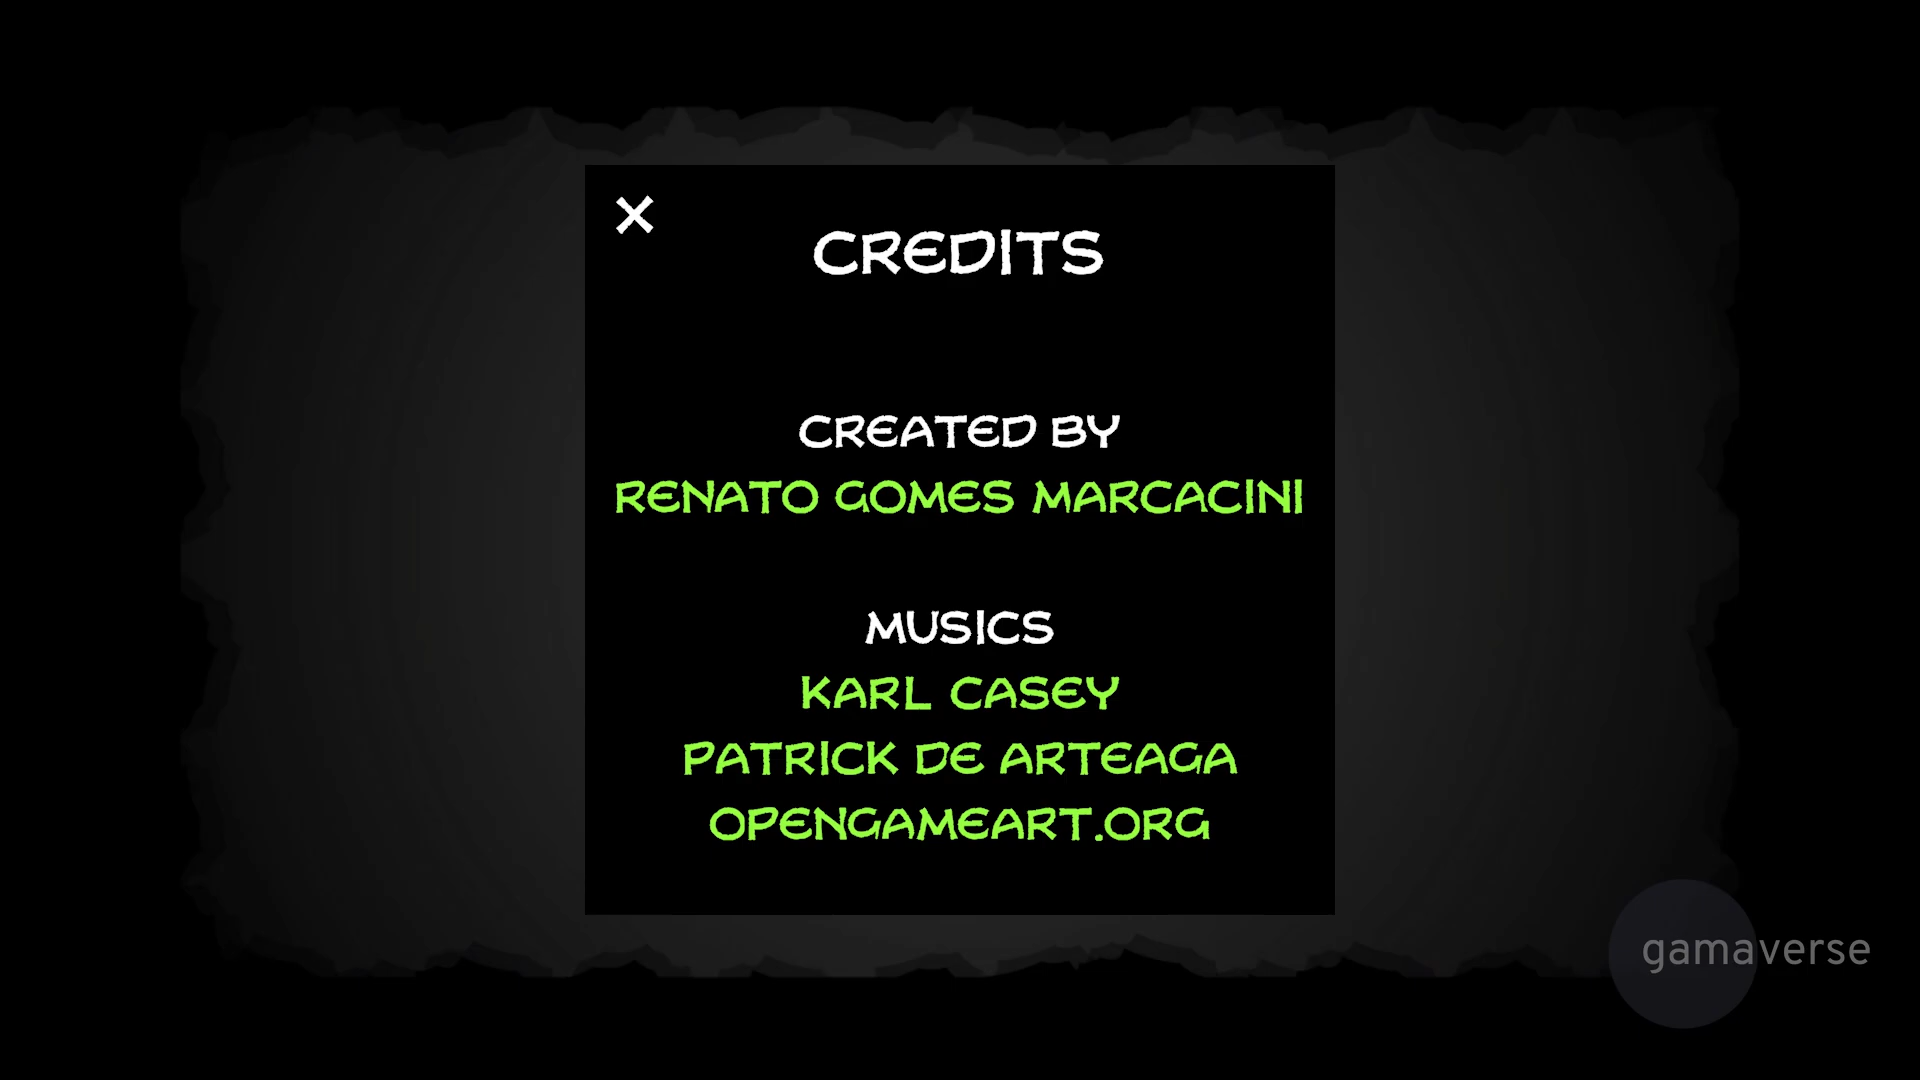 CREDITS
CREATED BY
RENATO GOMES MARCACINI
MUSICS
KARL CASEY
PATRICK DE ARTEAGA
OPENGAMEART.ORG
gamaverse